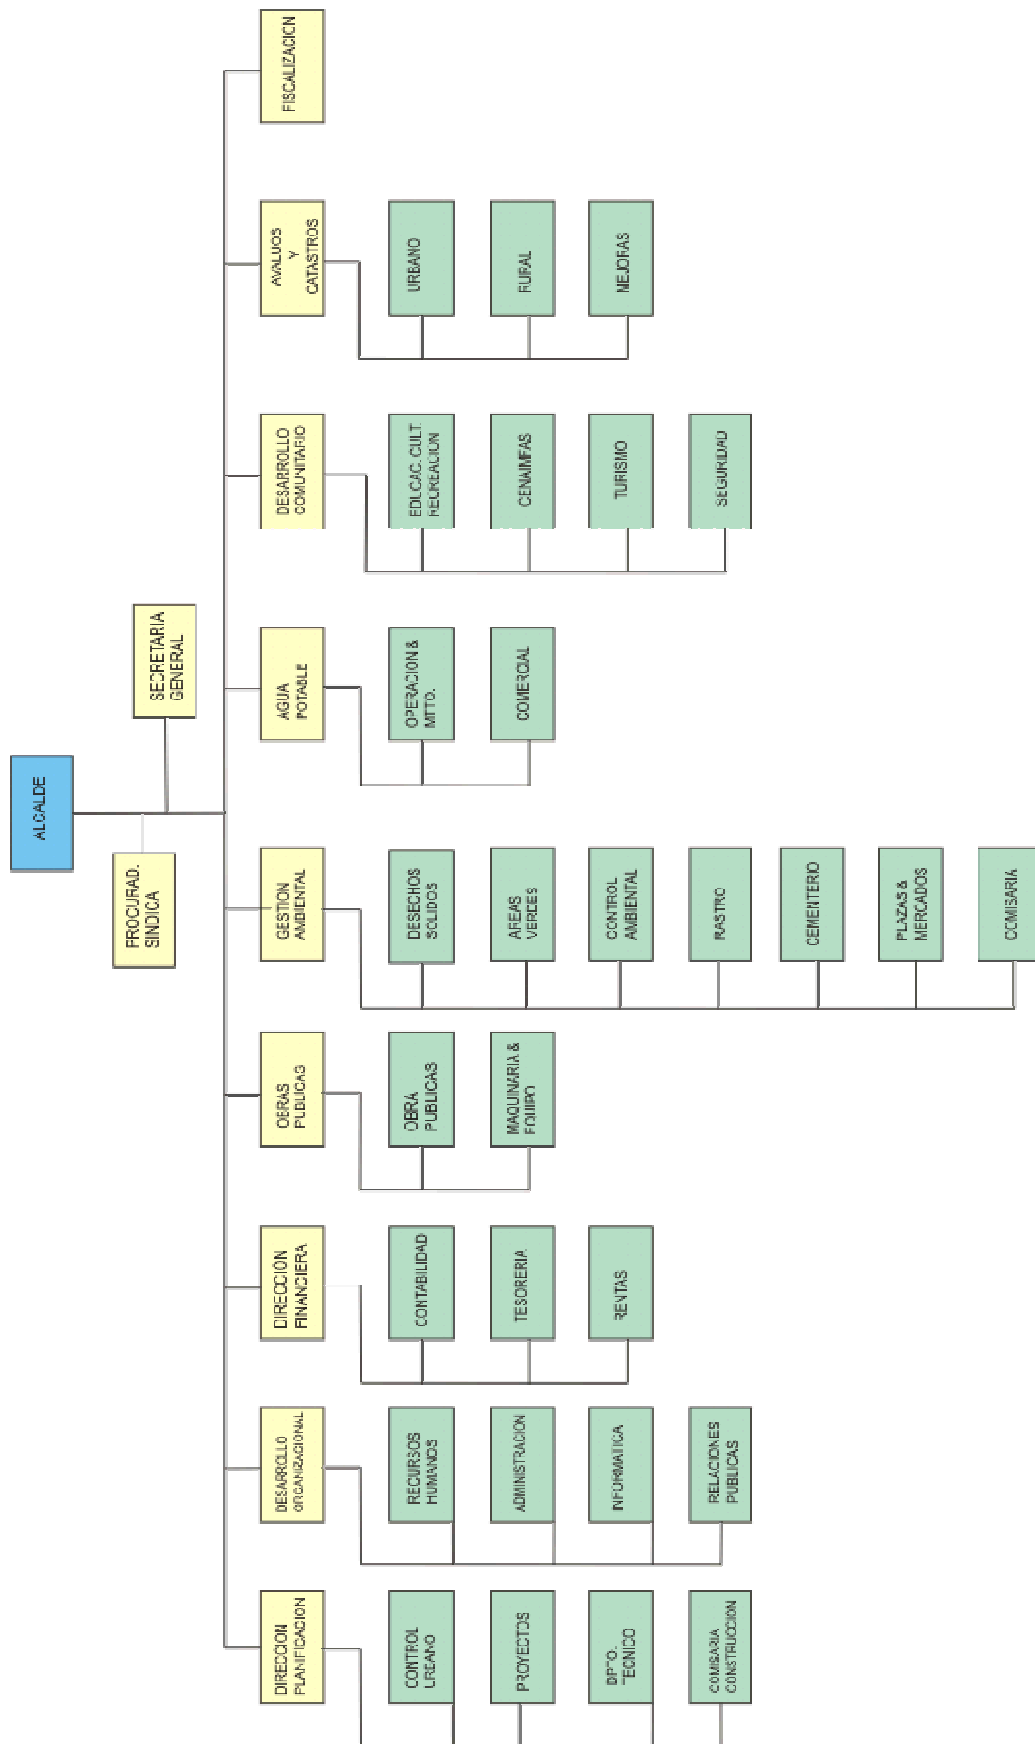 ALCALDE
PROCURAD.
SINDICA
SECRETARIA
GENERAL
DIRECCION
PLANIFICACION
DESARROLLO
ORGANIZACIONAL
DIRECCION
FINANCIERA
OBRAS
PUBLICAS
GESTION
AMBIENTAL
AGUA
POTABLE
DESARROLLO
COMUNITARIO
AVALUOS
Y
CATASTROS
FISCALIZACION
CONTROL
URBANO
RECURSOS
HUMANOS
CONTABILIDAD
OBRA
PUBLICAS
DESECHOS
SOLIDOS
OPERACION &
MTTO.
EDUCAC. CULT.
RECREACION
URBANO
PROYECTOS
ADMINISTRACION
TESORERIA
MAQUINARIA &
EQUIPO
AREAS
VERDES
COMERCIAL
RURAL
DPTO.
TECNICO
INFORMATICA
RENTAS
CONTROL
AMBIENTAL
TURISMO
MEJORAS
COMISARIA
CONSTRUCCION
RELACIONES
PUBLICAS
RASTRO
SEGURIDAD
CEMENTERIO
PLAZAS &
MERCADOS
COMISARIA